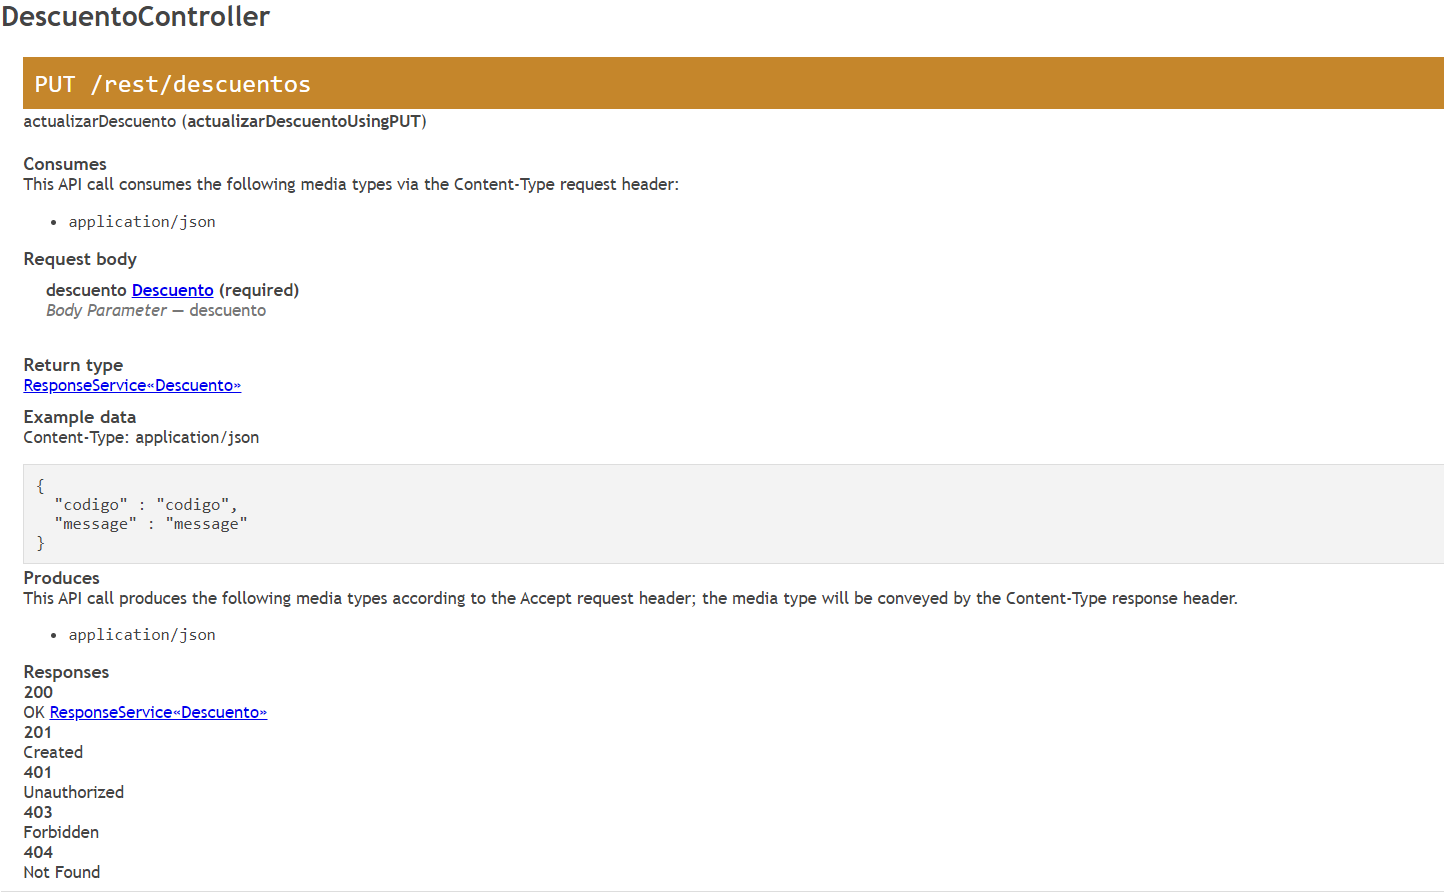 DescuentoController
PUT /rest/descuentos
actualizarDescuento (actualizarDescuentoUsingPUT)
Consumes
This API call consumes the following media types via the Content-Type request header:
• application/json
Request body
descuento Descuento (required)
Body Parameter — descuento
Return type
ResponseService«Descuento»
Example data
Content-Type: application/json
{
  "codigo" : "codigo",
  "message" : "message"
}
Produces
This API call produces the following media types according to the Accept request header; the media type will be conveyed by the Content-Type response header.
• application/json
Responses
200
OK ResponseService«Descuento»
201
Created
401
Unauthorized
403
Forbidden
404
Not Found